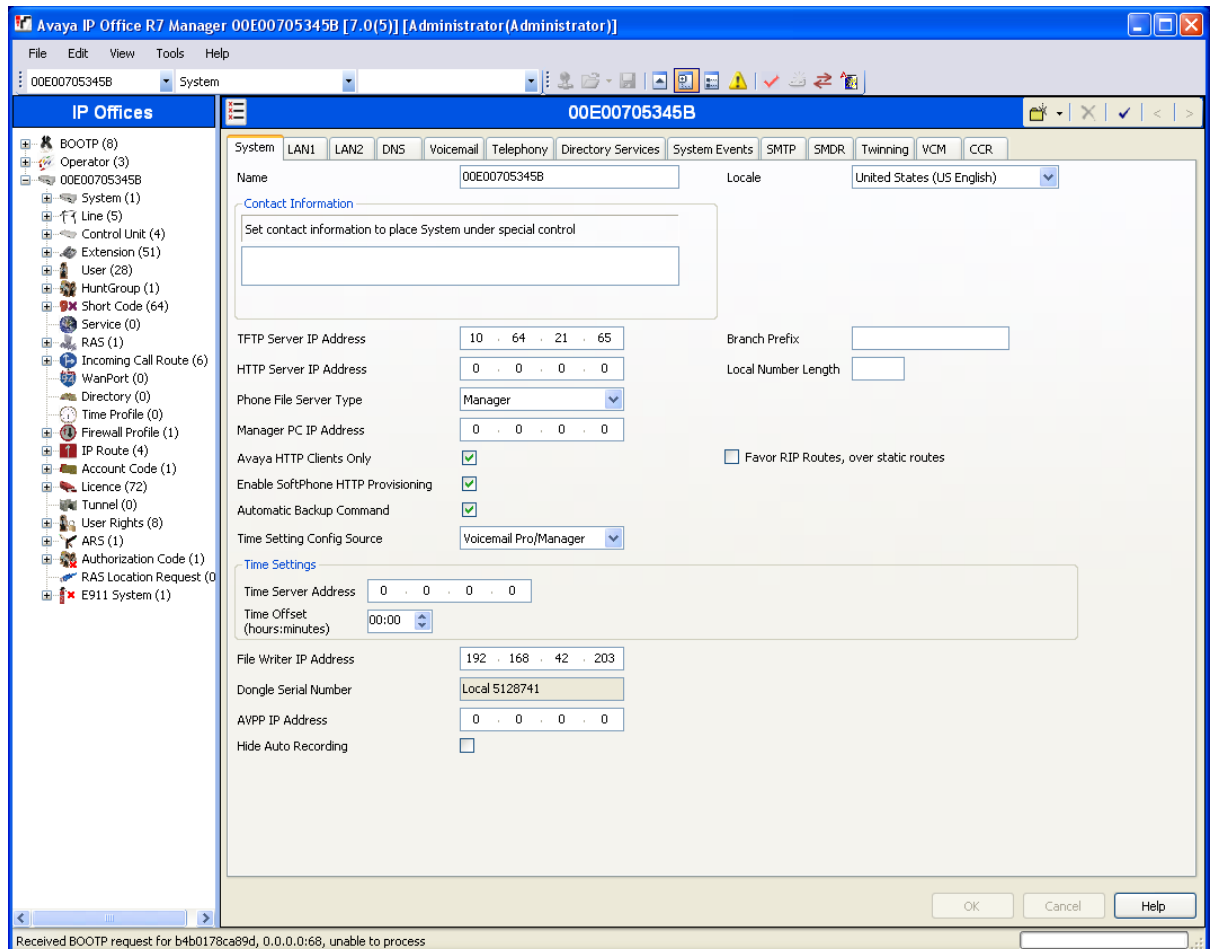 Avaya IP Office R7 Manager 00E00705345B [7.0(5)] [Administrator(Administrator)]
File Edit View Tools Help
00E00705345B System
IP Offices
00E00705345B
BOOTP (8)
Operator (3)
00E00705345B
System (1)
Line (5)
Control Unit (4)
Extension (51)
User (28)
HuntGroup (1)
Short Code (64)
Service (0)
RAS (1)
Incoming Call Route (6)
WanPort (0)
Directory (0)
Time Profile (0)
Firewall Profile (1)
IP Route (4)
Account Code (1)
Licence (72)
Tunnel (0)
User Rights (8)
ARS (1)
Authorization Code (1)
RAS Location Request (0
E911 System (1)
System LAN1 LAN2 DNS Voicemail Telephony Directory Services System Events SMTP SMDR Twinning VCM CCR
Name 00E00705345B Locale United States (US English)
Contact Information
Set contact information to place System under special control
TFTP Server IP Address 10 . 64 . 21 . 65 Branch Prefix
HTTP Server IP Address 0 . 0 . 0 . 0 Local Number Length
Phone File Server Type Manager
Manager PC IP Address 0 . 0 . 0 . 0
Avaya HTTP Clients Only Favor RIP Routes, over static routes
Enable SoftPhone HTTP Provisioning
Automatic Backup Command
Time Setting Config Source Voicemail Pro/Manager
Time Settings
Time Server Address 0 . 0 . 0 . 0
Time Offset
(hours:minutes) 00:00
File Writer IP Address 192 . 168 . 42 . 203
Dongle Serial Number Local 5128741
AVPP IP Address 0 . 0 . 0 . 0
Hide Auto Recording
OK Cancel Help
Received BOOTP request for b4b0178ca89d, 0.0.0.0:68, unable to process